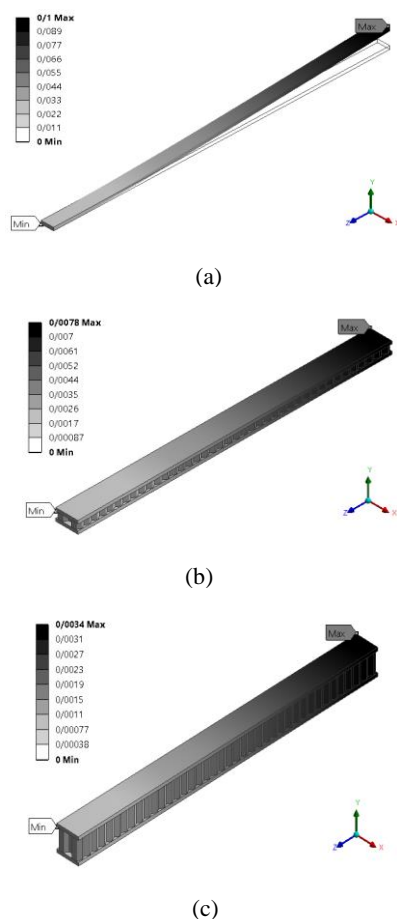 0/1 Max
0/089
0/077
0/066
0/055
0/044
0/033
0/022
0/011
0 Min
Max
Min
Y
Z
X
(a)
0/0078 Max
0/007
0/0061
0/0052
0/0044
0/0035
0/0026
0/0017
0/00087
0 Min
Max
Min
Y
Z
X
(b)
0/0034 Max
0/0031
0/0027
0/0023
0/0019
0/0015
0/0011
0/00077
0/00038
0 Min
Max
Min
Y
Z
X
(c)